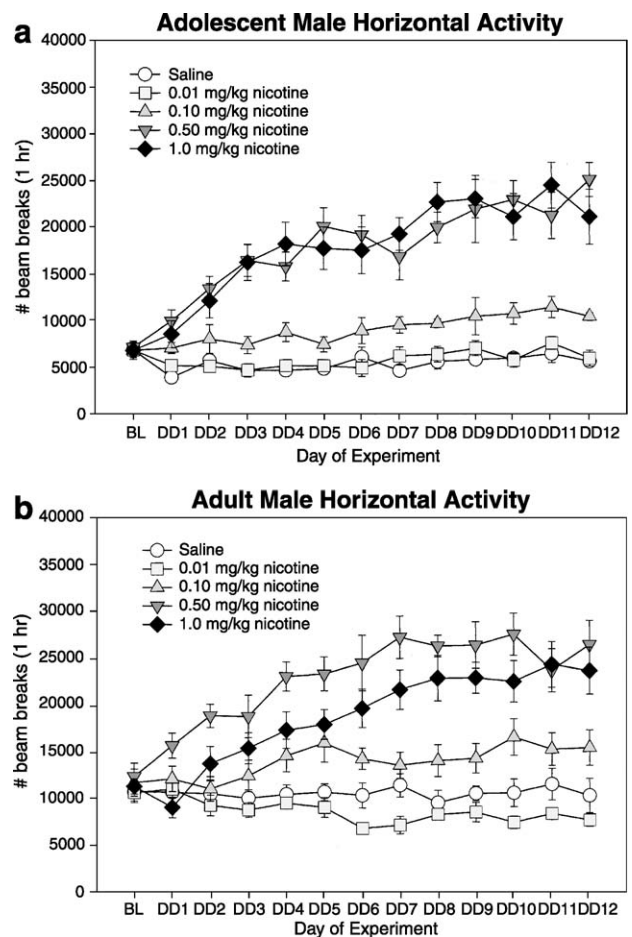 a
Adolescent Male Horizontal Activity
40000
35000
30000
25000
20000
15000
10000
5000
0
# beam breaks (1 hr)
Saline
0.01 mg/kg nicotine
0.10 mg/kg nicotine
0.50 mg/kg nicotine
1.0 mg/kg nicotine
BL DD1 DD2 DD3 DD4 DD5 DD6 DD7 DD8 DD9 DD10 DD11 DD12
Day of Experiment
b
Adult Male Horizontal Activity
40000
35000
30000
25000
20000
15000
10000
5000
0
# beam breaks (1 hr)
Saline
0.01 mg/kg nicotine
0.10 mg/kg nicotine
0.50 mg/kg nicotine
1.0 mg/kg nicotine
BL DD1 DD2 DD3 DD4 DD5 DD6 DD7 DD8 DD9 DD10 DD11 DD12
Day of Experiment